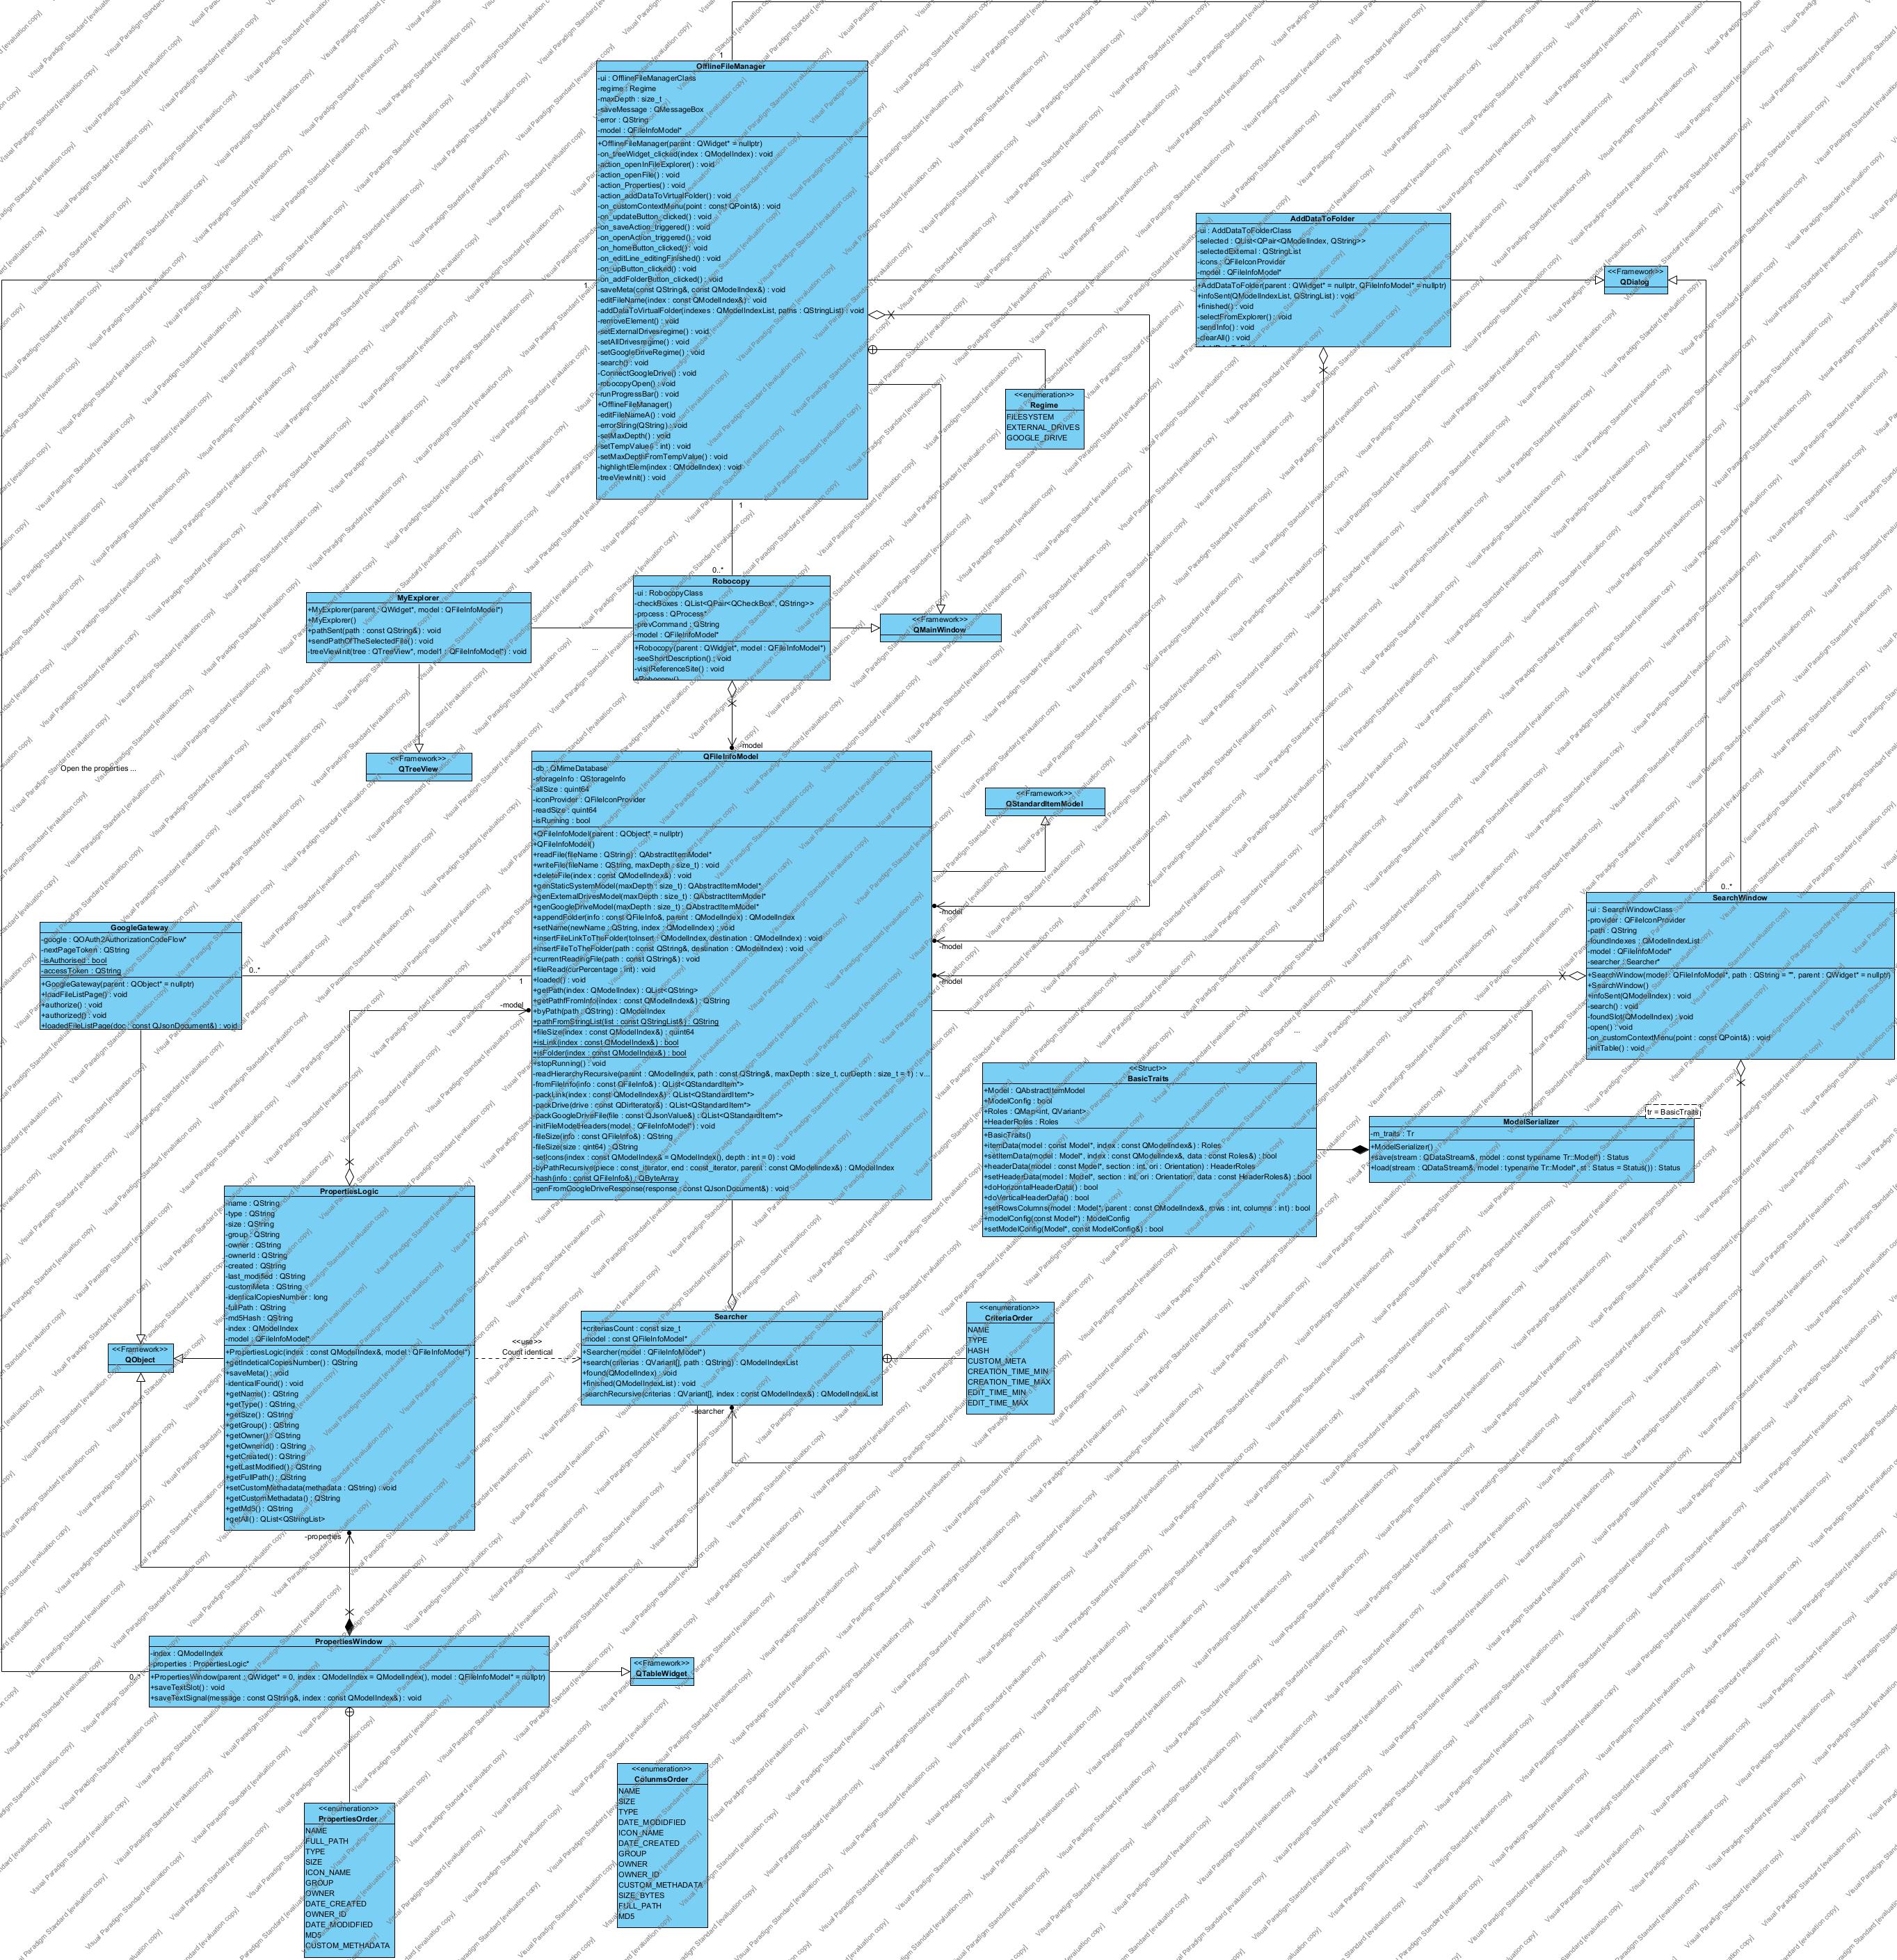 OfflineFileManager
-ui : OfflineFileManagerClass
-regime : Regime
-maxDepth : size_t
-saveMessage : QMessageBox
-error : QString
-model : QFileInfoModel*
+OfflineFileManager(parent : QWidget* = nullptr)
-on_treeWidget_clicked(index : QModelIndex) : void
-action_openInFileExplorer() : void
-action_openFile() : void
-action_Properties() : void
-action_addDataToVirtualFolder() : void
-on_customContextMenu(point : const QPoint&) : void
-on_updateButton_clicked() : void
-on_saveAction_triggered() : void
-on_openAction_triggered() : void
-on_homeButton_clicked() : void
-on_editLine_editingFinished() : void
-on_upButton_clicked() : void
-on_addFolderButton_clicked() : void
-saveMeta(const QString&, const QModelIndex&) : void
-editFileName(index : const QModelIndex&) : void
-addDataToVirtualFolder(indexes : QModelIndexList, paths : QStringList) : void
-removeElement() : void
-setExternalDrivesregime() : void
-setAllDrivesregime() : void
-setGoogleDriveRegime() : void
-search() : void
-ConnectGoogleDrive() : void
-robocopyOpen() : void
-runProgressBar() : void
+OfflineFileManager()
-editFileNameA() : void
-errorString(QString) : void
-setMaxDepth() : void
-setTempValue(i : int) : void
-setMaxDepthFromTempValue() : void
-highlightElem(index : QModelIndex) : void
-treeViewInit() : void
1
1
1
0..*
AddDataToFolder
-ui : AddDataToFolderClass
-selected : QList<QPair<QModelIndex, QString>>
-selectedExternal : QStringList
-icons : QFileIconProvider
-model : QFileInfoModel*
+AddDataToFolder(parent : QWidget* = nullptr, QFileInfoModel* = nullptr)
+infoSent(QModelIndexList, QStringList) : void
+finished() : void
-selectFromExplorer() : void
-sendInfo() : void
-clearAll() : void
<<Framework>>
QDialog
<<enumeration>>
Regime
FILESYSTEM
EXTERNAL_DRIVES
GOOGLE_DRIVE
MyExplorer
+MyExplorer(parent : QWidget*, model : QFileInfoModel*)
+MyExplorer()
+pathSent(path : const QString&) : void
+sendPathOfTheSelectedFile() : void
-treeViewInit(tree : QTreeView*, model1 : QFileInfoModel*) : void
...
Robocopy
-ui : RobocopyClass
-checkBoxes : QList<QPair<QCheckBox*, QString>>
-process : QProcess*
-prevCommand : QString
-model : QFileInfoModel*
+Robocopy(parent : QWidget*, model : QFileInfoModel*)
-seeShortDescription() : void
-visitReferenceSite() : void
+Robocopy()
<<Framework>>
QMainWindow
<<Framework>>
QTreeView
Open the properties ...
-model
QFileInfoModel
-db : QMimeDatabase
-storageInfo : QStorageInfo
-allSize : quint64
-iconProvider : QFileIconProvider
-readSize : quint64
-isRunning : bool
+QFileInfoModel(parent : QObject* = nullptr)
+QFileInfoModel()
+readFile(fileName : QString) : QAbstractItemModel*
+writeFile(fileName : QString, maxDepth : size_t) : void
+deleteFile(index : const QModelIndex&) : void
+genStaticSystemModel(maxDepth : size_t) : QAbstractItemModel*
+genExternalDrivesModel(maxDepth : size_t) : QAbstractItemModel*
+genGoogleDriveModel(maxDepth : size_t) : QAbstractItemModel*
+appendFolder(info : const QFileInfo&, parent : QModelIndex) : QModelIndex
+setName(newName : QString, index : QModelIndex) : void
+insertFileLinkToTheFolder(toInsert : QModelIndex, destination : QModelIndex) : void
+insertFileToTheFolder(path : const QString&, destination : QModelIndex) : void
+currentReadingFile(path : const QString&) : void
+fileRead(curPercentage : int) : void
+loaded() : void
+getPath(index : QModelIndex) : QList<QString>
+getPathfFromInfo(index : const QModelIndex&) : QString
+byPath(path : QString) : QModelIndex
+pathFromStringList(list : const QStringList&) : QString
+fileSize(index : const QModelIndex&) : quint64
+isLink(index : const QModelIndex&) : bool
+isFolder(index : const QModelIndex&) : bool
+stopRunning() : void
-readHierarchyRecursive(parent : QModelIndex, path : const QString&, maxDepth : size_t, curDepth : size_t = 1) : v...
-fromFileInfo(info : const QFileInfo&) : QList<QStandardItem*>
-packLink(index : const QModelIndex&) : QList<QStandardItem*>
-packDrive(drive : const QDirIterator&) : QList<QStandardItem*>
-packGoogleDriveFile(file : const QJsonValue&) : QList<QStandardItem*>
-initFileModelHeaders(model : QFileInfoModel*) : void
-fileSize(info : const QFileInfo&) : QString
-fileSize(size : qint64) : QString
-setIcons(index : const QModelIndex& = QModelIndex(), depth : int = 0) : void
-byPathRecursive(piece : const_iterator, end : const_iterator, parent : const QModelIndex&) : QModelIndex
-hash(info : const QFileInfo&) : QByteArray
-genFromGoogleDriveResponse(response : const QJsonDocument&) : void
<<Framework>>
QStandardItemModel
-model
-model
-model
-model
0..*
1
0..*
SearchWindow
-ui : SearchWindowClass
-provider : QFileIconProvider
-path : QString
-foundIndexes : QModelIndexList
-model : QFileInfoModel*
-searcher : Searcher*
+SearchWindow(model : QFileInfoModel*, path : QString = "", parent : QWidget* = nullptr)
+SearchWindow()
+infoSent(QModelIndex) : void
-search() : void
-foundSlot(QModelIndex) : void
-open() : void
-on_customContextMenu(point : const QPoint&) : void
-initTable() : void
GoogleGateway
-google : QOAuth2AuthorizationCodeFlow*
-nextPageToken : QString
-isAuthorised : bool
-accessToken : QString
+GoogleGateway(parent : QObject* = nullptr)
+loadFileListPage() : void
+authorize() : void
+authorized() : void
+loadedFileListPage(doc : const QJsonDocument&) : void
...
<<Struct>>
BasicTraits
+Model : QAbstractItemModel
+ModelConfig : bool
+Roles : QMap<int, QVariant>
+HeaderRoles : Roles
+BasicTraits()
+itemData(model : const Model*, index : const QModelIndex&) : Roles
+setItemData(model : Model*, index : const QModelIndex&, data : const Roles&) : bool
+headerData(model : const Model*, section : int, ori : Orientation) : HeaderRoles
+setHeaderData(model : Model*, section : int, ori : Orientation, data : const HeaderRoles&) : bool
+doHorizontalHeaderData() : bool
+doVerticalHeaderData() : bool
+setRowsColumns(model : Model*, parent : const QModelIndex&, rows : int, columns : int) : bool
+modelConfig(const Model*) : ModelConfig
+setModelConfig(Model*, const ModelConfig&) : bool
tr = BasicTraits
ModelSerializer
-m_traits : Tr
+ModelSerializer()
+save(stream : QDataStream&, model : const typename Tr::Model*) : Status
+load(stream : QDataStream&, model : typename Tr::Model*, st : Status = Status()) : Status
PropertiesLogic
-name : QString
-type : QString
-size : QString
-group : QString
-owner : QString
-ownerId : QString
-created : QString
-last_modified : QString
-customMeta : QString
-identicalCopiesNumber : long
-fullPath : QString
-md5Hash : QString
-index : QModelIndex
-model : QFileInfoModel*
+PropertiesLogic(index : const QModelIndex&, model : QFileInfoModel*)
+getIndeticalCopiesNumber() : QString
+saveMeta() : void
-identicalFound() : void
+getName() : QString
+getType() : QString
+getSize() : QString
+getGroup() : QString
+getOwner() : QString
+getOwnerId() : QString
+getCreated() : QString
+getLastModified() : QString
+getFullPath() : QString
+setCustomMethadata(methadata : QString) : void
+getCustomMethadata() : QString
+getMd5() : QString
+getAll() : QList<QStringList>
<<Framework>>
QObject
<<use>>
Count identical
Searcher
+criteriasCount : const size_t
-model : const QFileInfoModel*
+Searcher(model : QFileInfoModel*)
+search(criterias : QVariant[], path : QString) : QModelIndexList
+found(QModelIndex) : void
+finished(QModelIndexList) : void
-searchRecursive(criterias : QVariant[], index : const QModelIndex&) : QModelIndexList
-searcher
<<enumeration>>
CriteriaOrder
NAME
TYPE
HASH
CUSTOM_META
CREATION_TIME_MIN
CREATION_TIME_MAX
EDIT_TIME_MIN
EDIT_TIME_MAX
-properties
PropertiesWindow
-index : QModelIndex
-properties : PropertiesLogic*
+PropertiesWindow(parent : QWidget* = 0, index : QModelIndex = QModelIndex(), model : QFileInfoModel* = nullptr)
+saveTextSlot() : void
+saveTextSignal(message : const QString&, index : const QModelIndex&) : void
<<Framework>>
QTableWidget
<<enumeration>>
PropertiesOrder
NAME
FULL_PATH
TYPE
SIZE
ICON_NAME
GROUP
OWNER
DATE_CREATED
OWNER_ID
DATE_MODIDFIED
MD5
CUSTOM_METHADATA
<<enumeration>>
ColunmsOrder
NAME
SIZE
TYPE
DATE_MODIDFIED
ICON_NAME
DATE_CREATED
GROUP
OWNER
OWNER_ID
CUSTOM_METHADATA
SIZE_BYTES
FULL_PATH
MD5
Visual Paradigm Standard [evaluation copy]